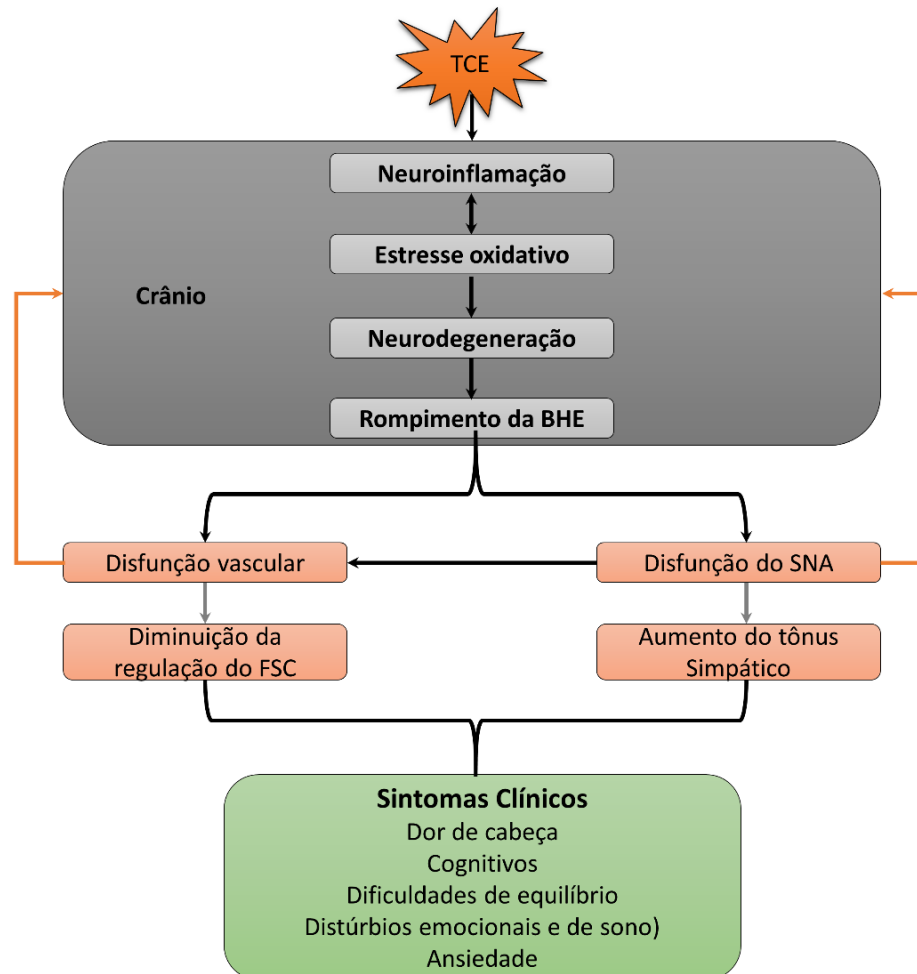 TCE
Neuroinflamação
Estresse oxidativo
Crânio
Neurodegeneração
Rompimento da BHE
Disfunção vascular
Disfunção do SNA
Diminuição da
regulação do FSC
Aumento do tônus
Simpático
Sintomas Clínicos
Dor de cabeça
Cognitivos
Dificuldades de equilíbrio
Distúrbios emocionais e de sono)
Ansiedade